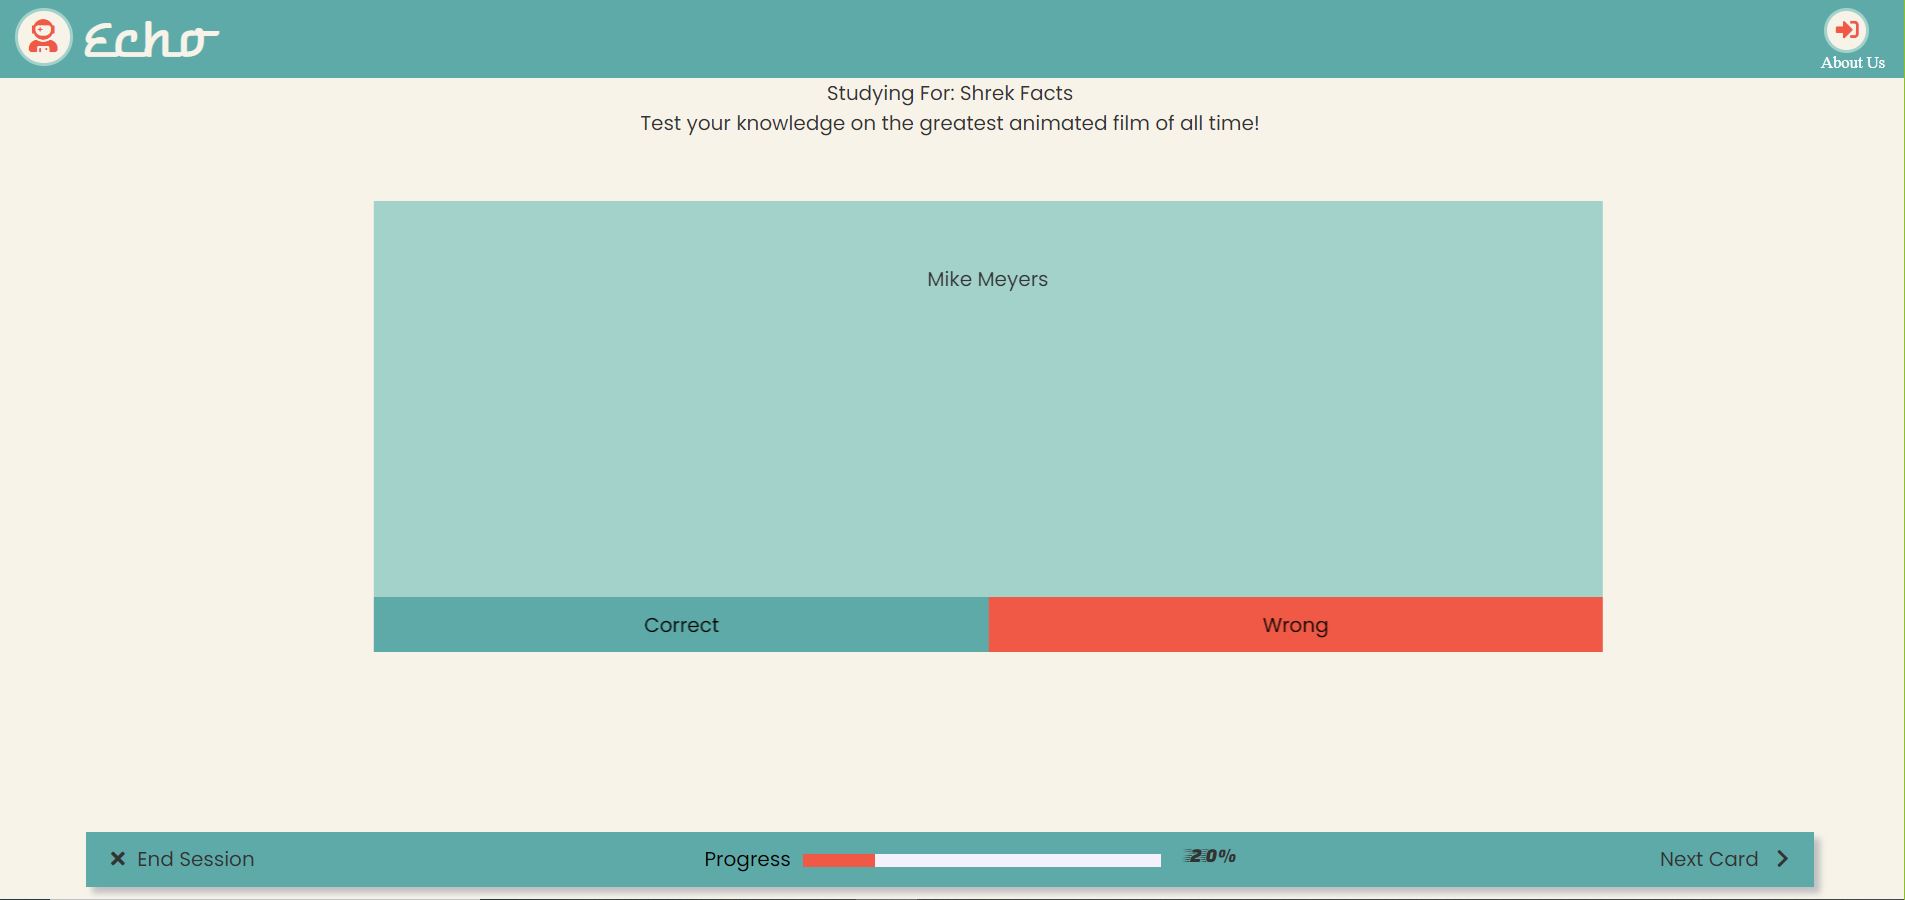 Echo
About Us
Studying For: Shrek Facts
Test your knowledge on the greatest animated film of all time!
Mike Meyers
Correct
Wrong
End Session
Progress
20%
Next Card